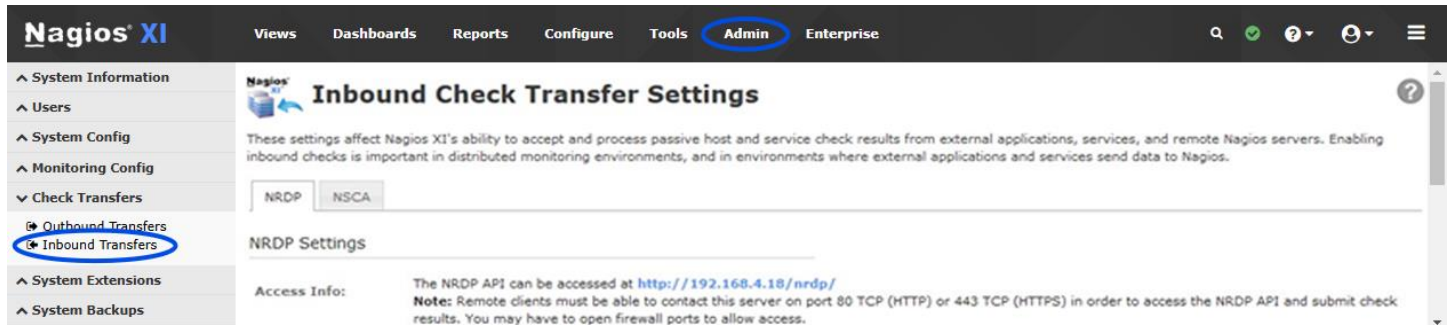 Nagios® XI
Views Dashboards Reports Configure Tools Admin Enterprise
System Information
Users
System Config
Monitoring Config
Check Transfers
Outbound Transfers
Inbound Transfers
System Extensions
System Backups
Nagios® XI
Inbound Check Transfer Settings
These settings affect Nagios XI's ability to accept and process passive host and service check results from external applications, services, and remote Nagios servers. Enabling
inbound checks is important in distributed monitoring environments, and in environments where external applications and services send data to Nagios.
NRDP NSCA
NRDP Settings
Access Info: The NRDP API can be accessed at http://192.168.4.18/nrdp/
Note: Remote clients must be able to contact this server on port 80 TCP (HTTP) or 443 TCP (HTTPS) in order to access the NRDP API and submit check
results. You may have to open firewall ports to allow access.